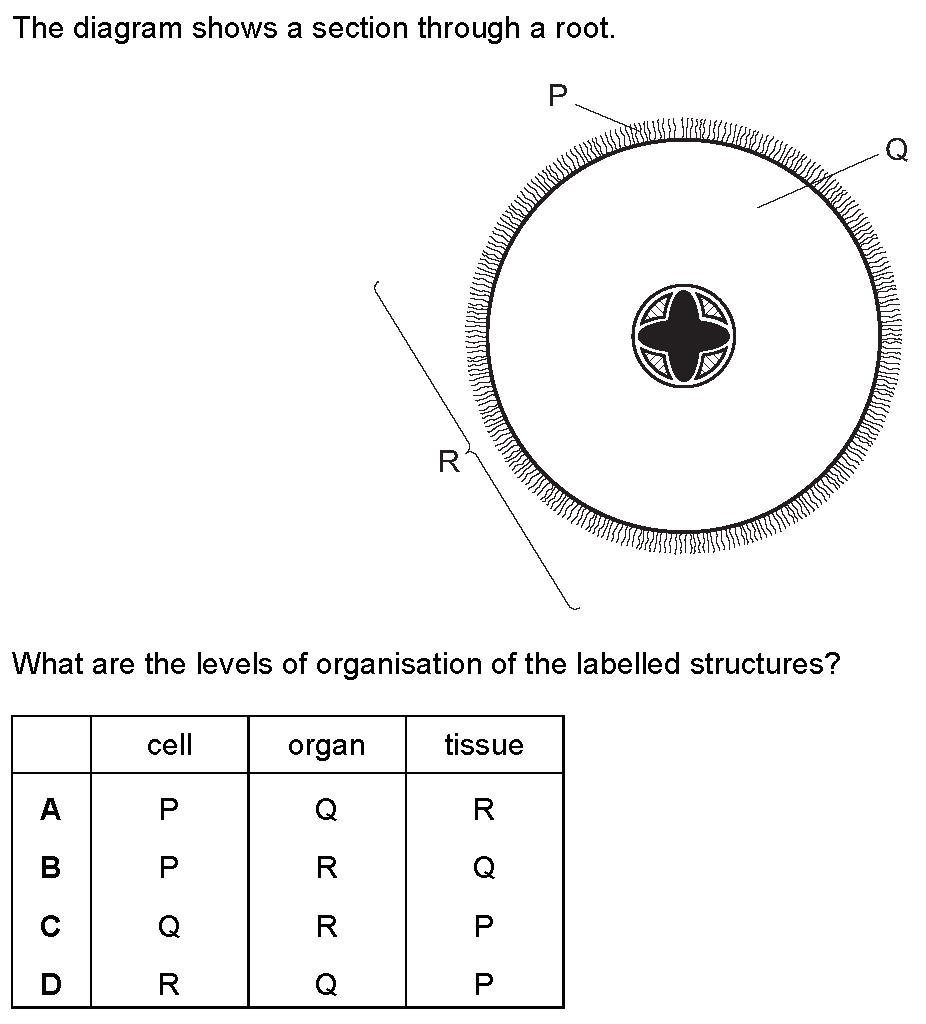 The diagram shows a section through a root.
P
Q
R
What are the levels of organisation of the labelled structures?
cell organ tissue
A P Q R
B P R Q
C Q R P
D R Q P